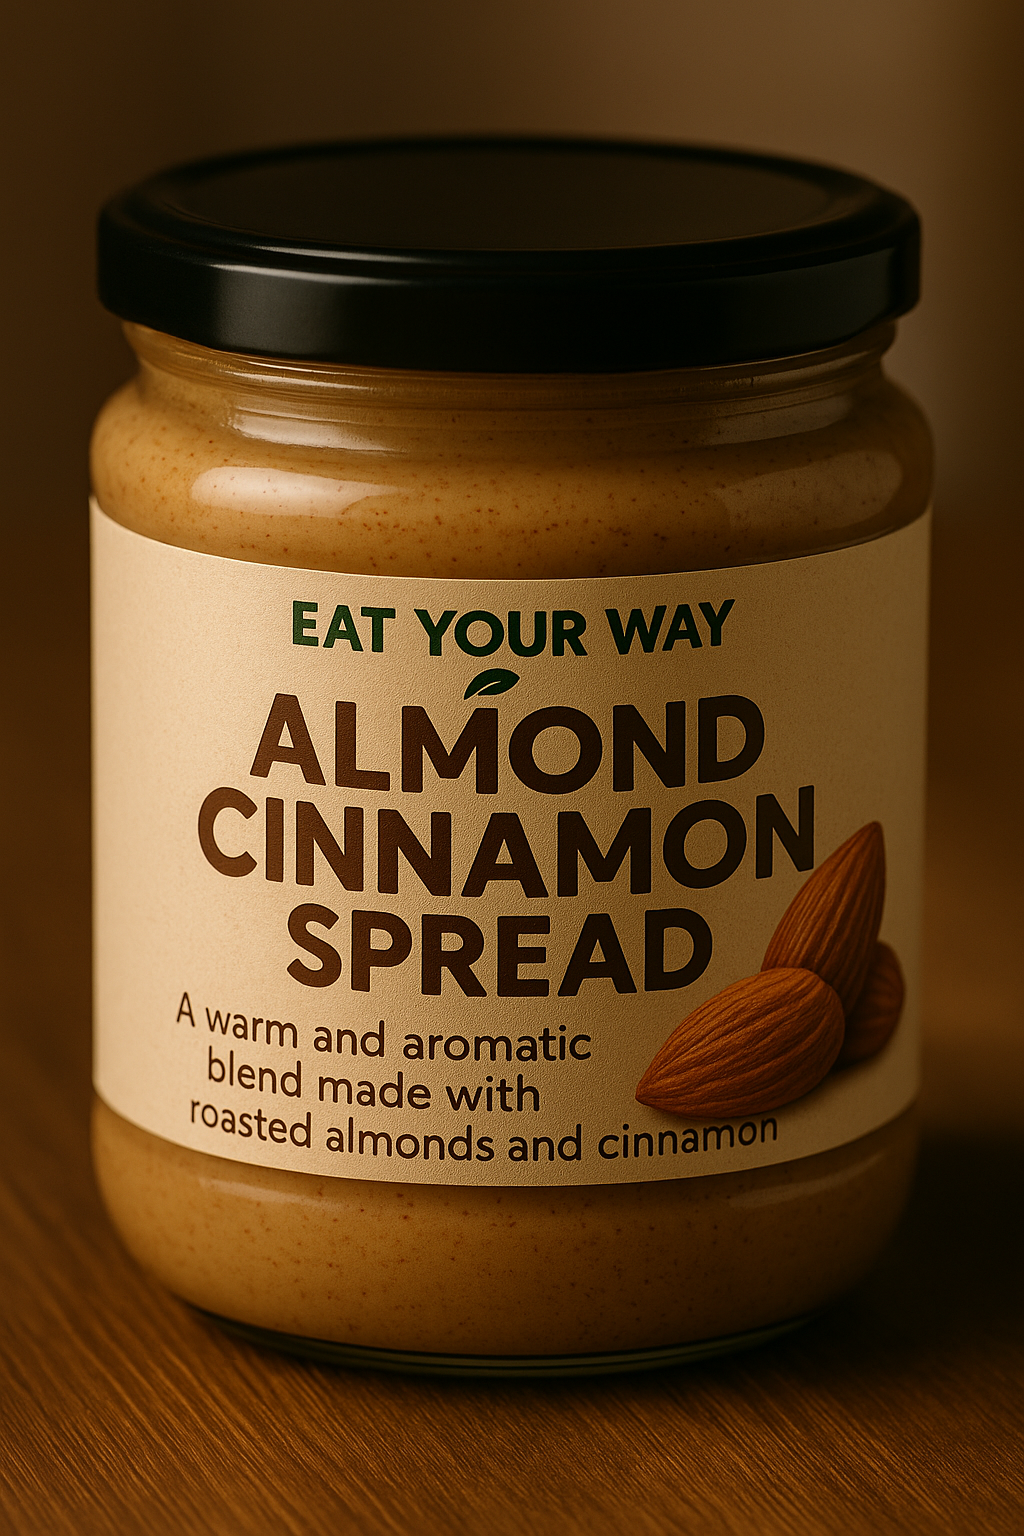 EAT YOUR WAY
ALMOND
CINNAMON
SPREAD
A warm and aromatic
blend made with
roasted almonds and cinnamon